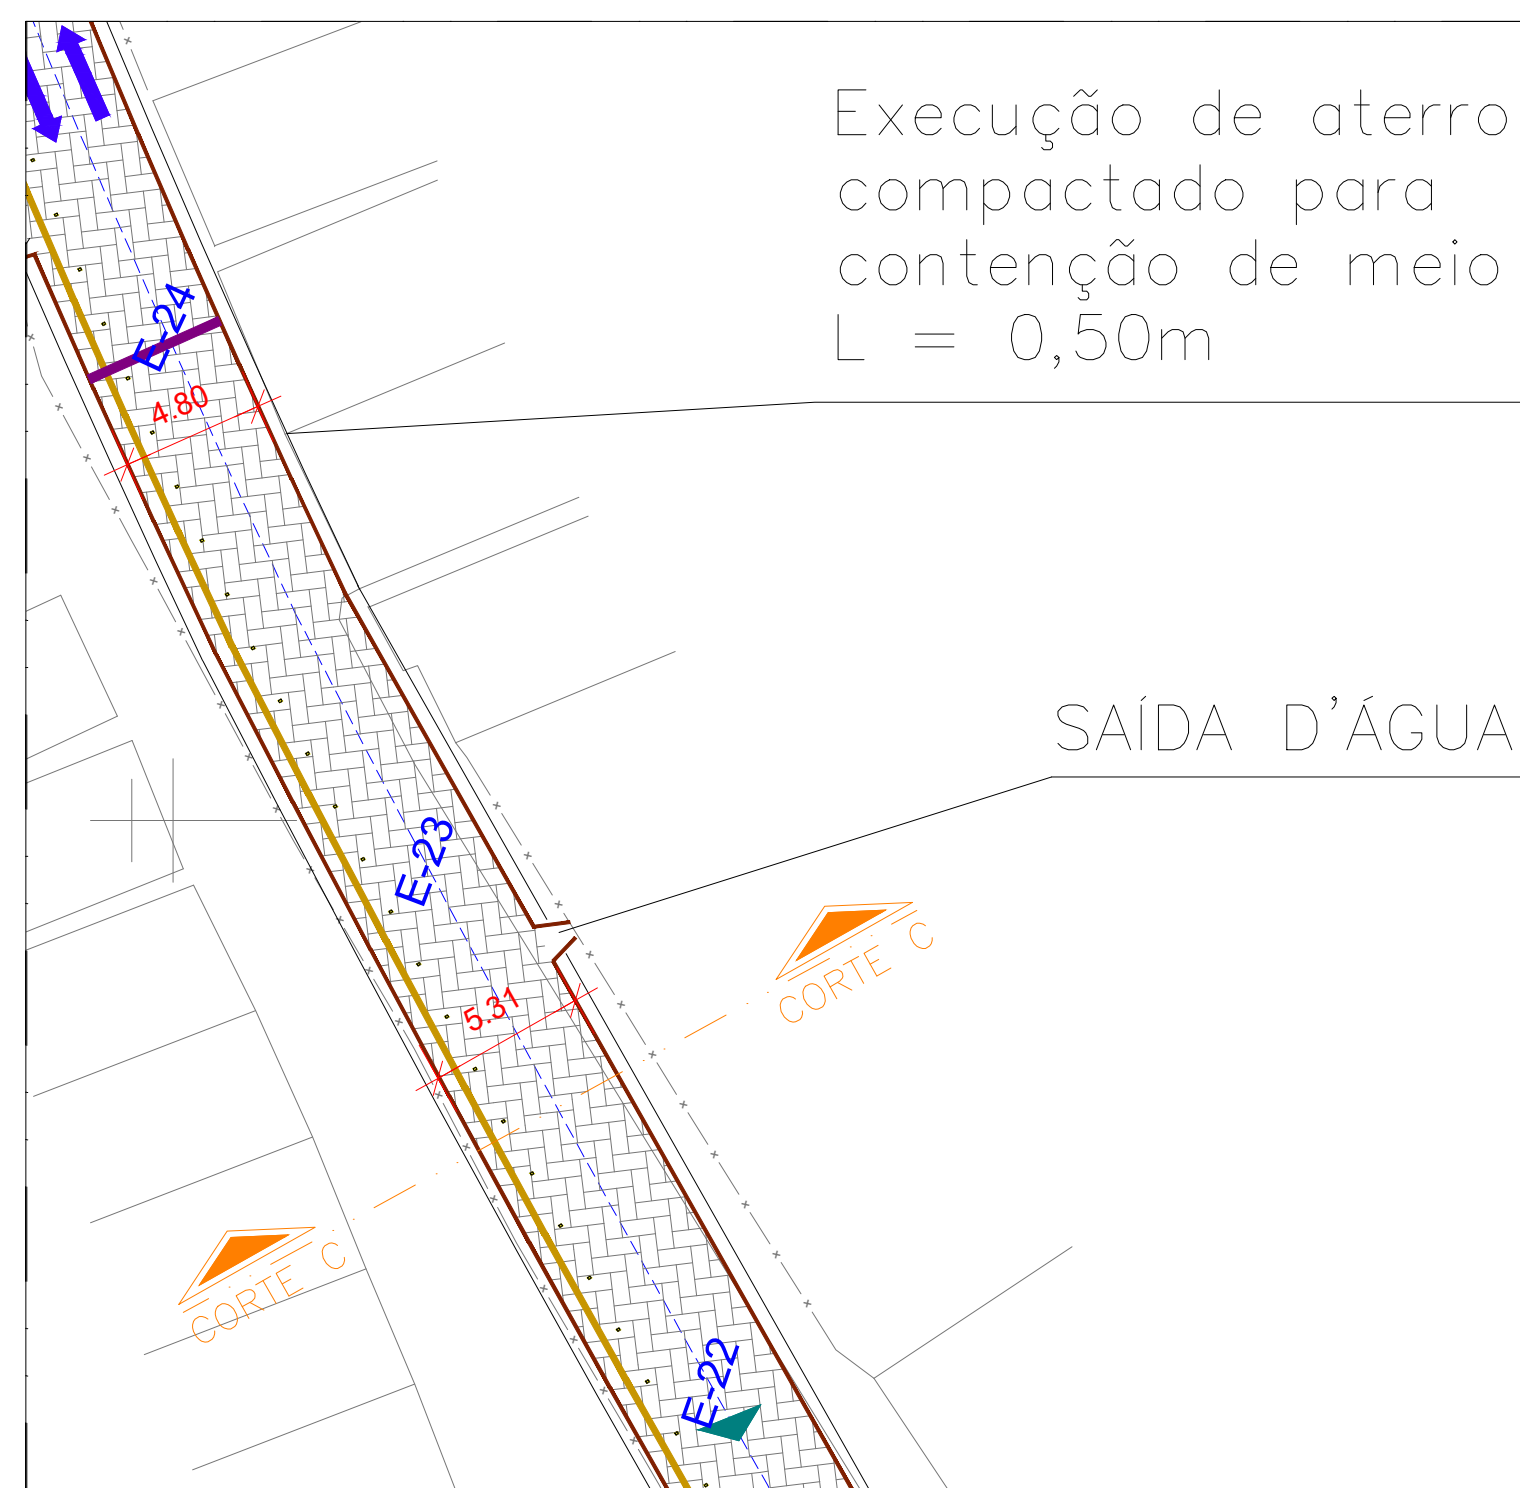 Execução de aterro
compactado para
contenção de meio
L = 0,50m
E-24
4.80
SAÍDA D'ÁGUA
E-23
CORTE C
5.31
CORTE C
E-22